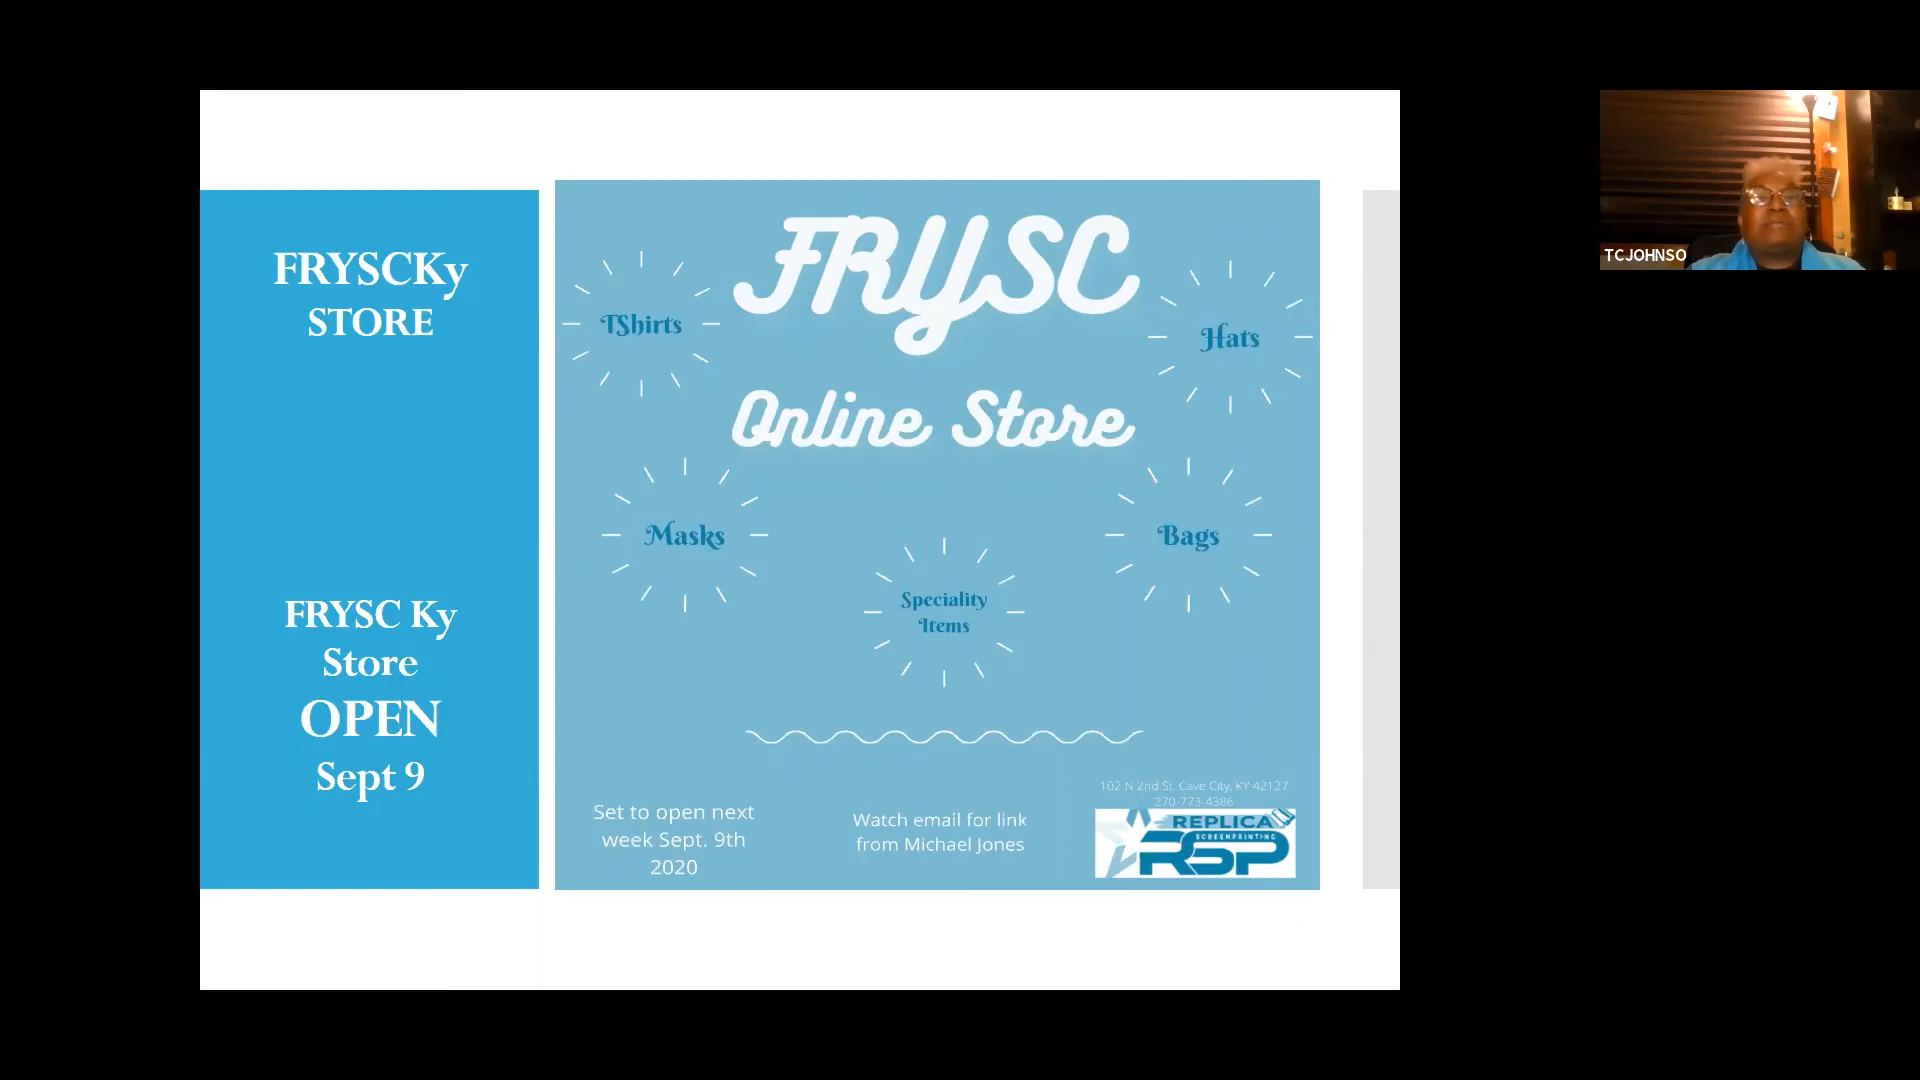 FRYSCKy
STORE
FRYSC Ky
Store
OPEN
Sept 9
FRYSC
Online Store
TShirts
Hats
Masks
Bags
Speciality
Items
Set to open next
week Sept. 9th
2020
Watch email for link
from Michael Jones
102 N 2nd St. Cave City, KY 42127
270-773-4386
REPLICA
SCREENPRINTING
RSP
TCJOHNSO